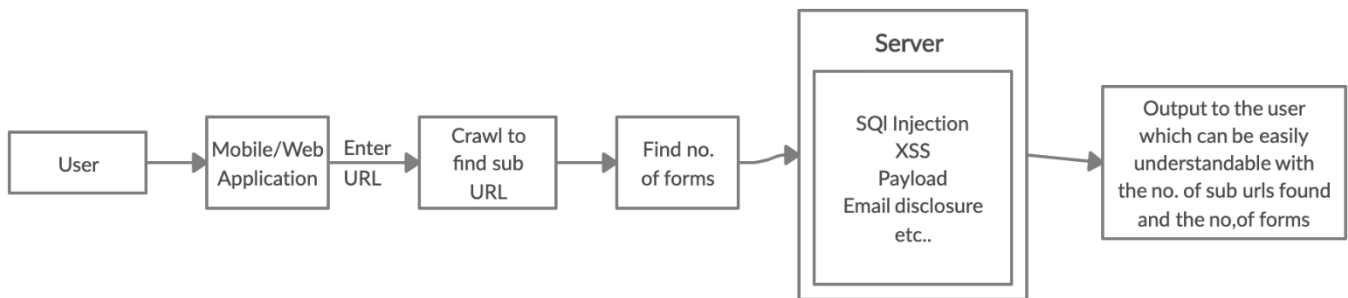 User
Mobile/Web
Application
Enter
URL
Crawl to
find sub
URL
Find no.
of forms
Server
SQl Injection
XSS
Payload
Email disclosure
etc..
Output to the user
which can be easily
understandable with
the no. of sub urls found
and the no,of forms